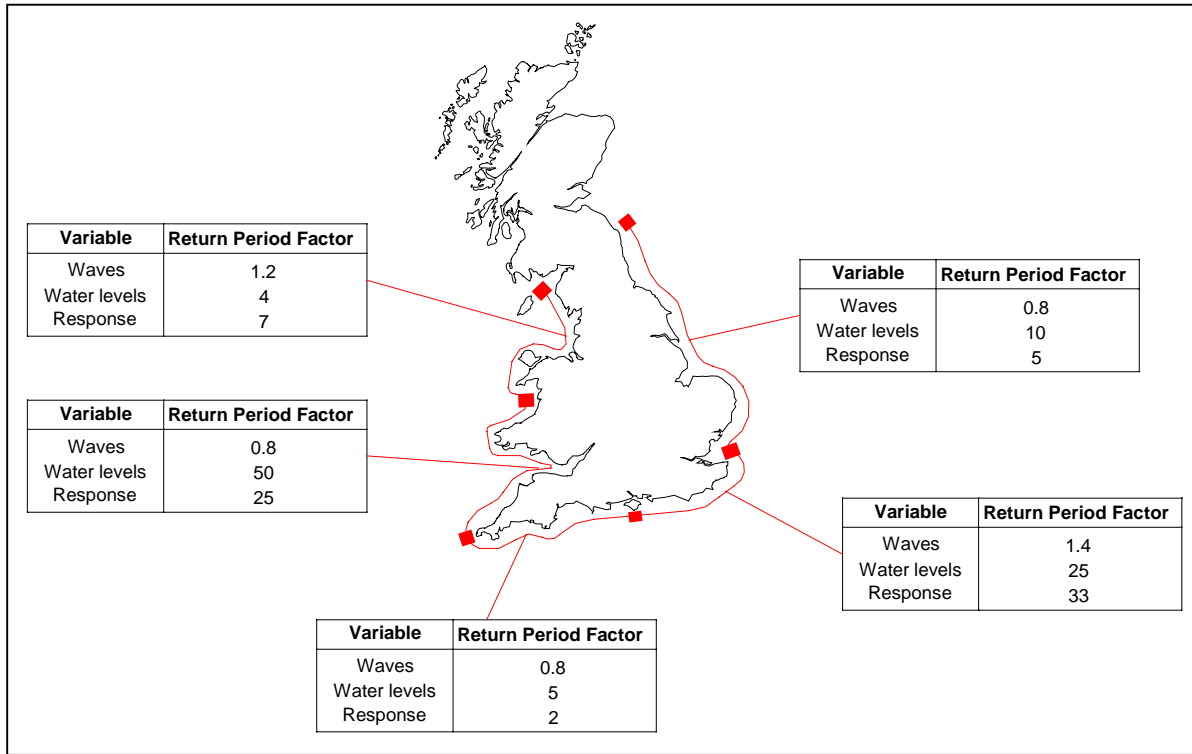 Variable Return Period Factor
Waves 1.2
Water levels 4
Response 7
Variable Return Period Factor
Waves 0.8
Water levels 10
Response 5
Variable Return Period Factor
Waves 0.8
Water levels 50
Response 25
Variable Return Period Factor
Waves 1.4
Water levels 25
Response 33
Variable Return Period Factor
Waves 0.8
Water levels 5
Response 2